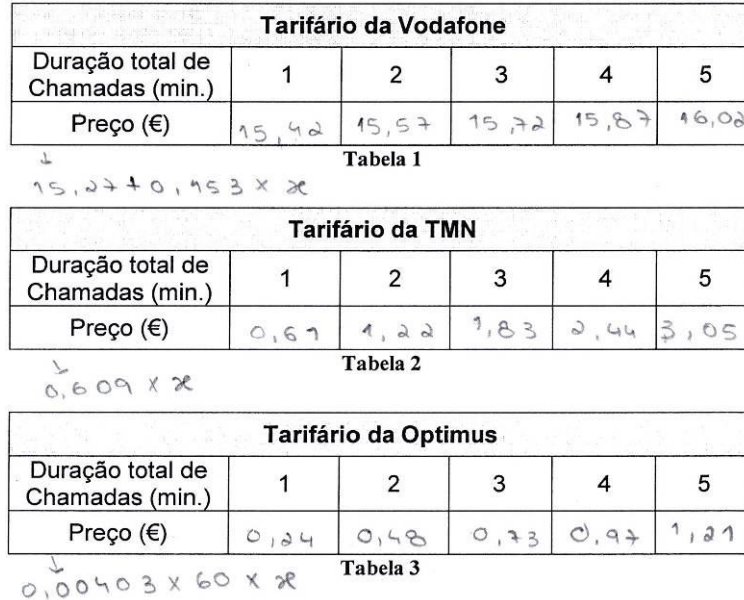 Tarifário da Vodafone
Duração total de Chamadas (min.) 1 2 3 4 5
Preço (€) 15,42 15,57 15,72 15,87 16,02
Tabela 1
↓
15,27 + 0,153 × x
Tarifário da TMN
Duração total de Chamadas (min.) 1 2 3 4 5
Preço (€) 0,61 1,22 1,83 2,44 3,05
Tabela 2
↓
0,609 × x
Tarifário da Optimus
Duração total de Chamadas (min.) 1 2 3 4 5
Preço (€) 0,24 0,48 0,73 0,97 1,21
Tabela 3
↓
0,00403 × 60 × x